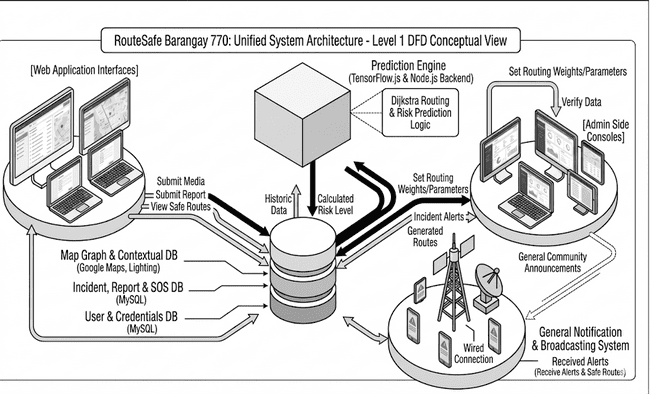 RouteSafe Barangay 770: Unified System Architecture - Level 1 DFD Conceptual View
[Web Application Interfaces]
Prediction Engine
(TensorFlow.js & Node.js Backend)
Dijkstra Routing
& Risk Prediction
Logic
Set Routing Weights/Parameters
Verify Data
[Admin Side
Consoles]
Submit Media
Submit Report
View Safe Routes
Historic
Data
Calculated
Risk Level
Set Routing
Weights/Parameters
Incident Alerts
Generated
Routes
General Community
Announcements
Map Graph & Contextual DB
(Google Maps, Lighting)
Incident, Report & SOS DB
(MySQL)
User & Credentials DB
(MySQL)
Wired
Connection
General Notification
& Broadcasting System
Received Alerts
(Receive Alerts & Safe Routes)